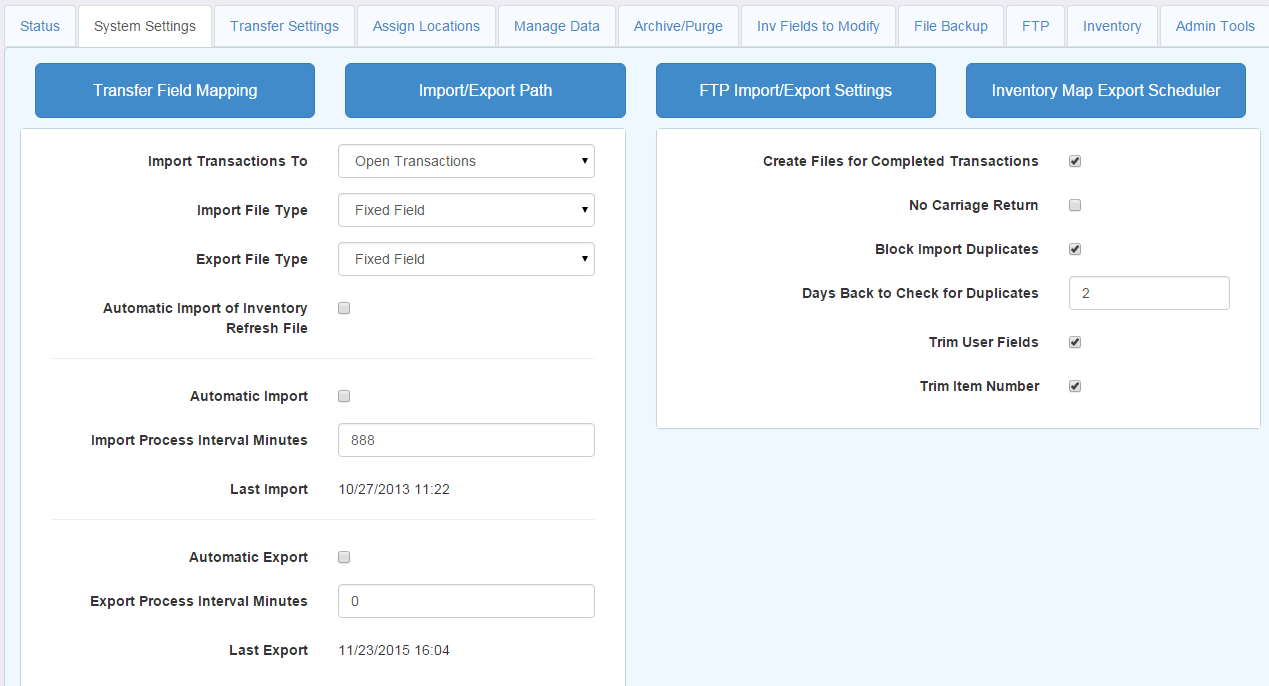 Status
System Settings
Transfer Settings
Assign Locations
Manage Data
Archive/Purge
Inv Fields to Modify
File Backup
FTP
Inventory
Admin Tools
Transfer Field Mapping
Import/Export Path
FTP Import/Export Settings
Inventory Map Export Scheduler
Import Transactions To
Open Transactions
Import File Type
Fixed Field
Export File Type
Fixed Field
Automatic Import of Inventory
Refresh File
Automatic Import
Import Process Interval Minutes
888
Last Import
10/27/2013 11:22
Automatic Export
Export Process Interval Minutes
0
Last Export
11/23/2015 16:04
Create Files for Completed Transactions
No Carriage Return
Block Import Duplicates
Days Back to Check for Duplicates
2
Trim User Fields
Trim Item Number